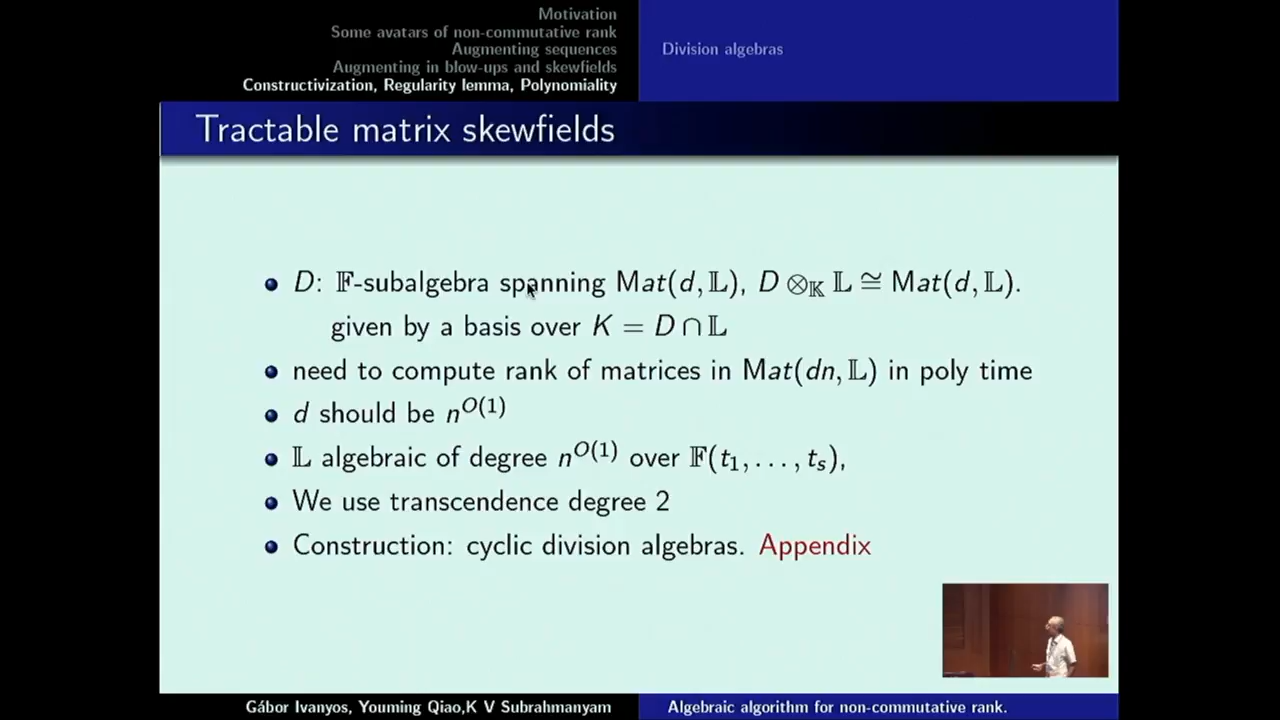 Motivation
Some avatars of non-commutative rank
Augmenting sequences
Augmenting in blow-ups and skewfields
Constructivization, Regularity lemma, Polynomiality
Division algebras
Tractable matrix skewfields
D: 𝔽-subalgebra spanning Mat(d, 𝕃), D ⊗_𝕂 𝕃 ≅ Mat(d, 𝕃).
given by a basis over K = D ∩ 𝕃
need to compute rank of matrices in Mat(dn, 𝕃) in poly time
d should be n^{O(1)}
𝕃 algebraic of degree n^{O(1)} over 𝔽(t₁, . . . , tₛ),
We use transcendence degree 2
Construction: cyclic division algebras. Appendix
Gábor Ivanyos, Youming Qiao,K V Subrahmanyam
Algebraic algorithm for non-commutative rank.